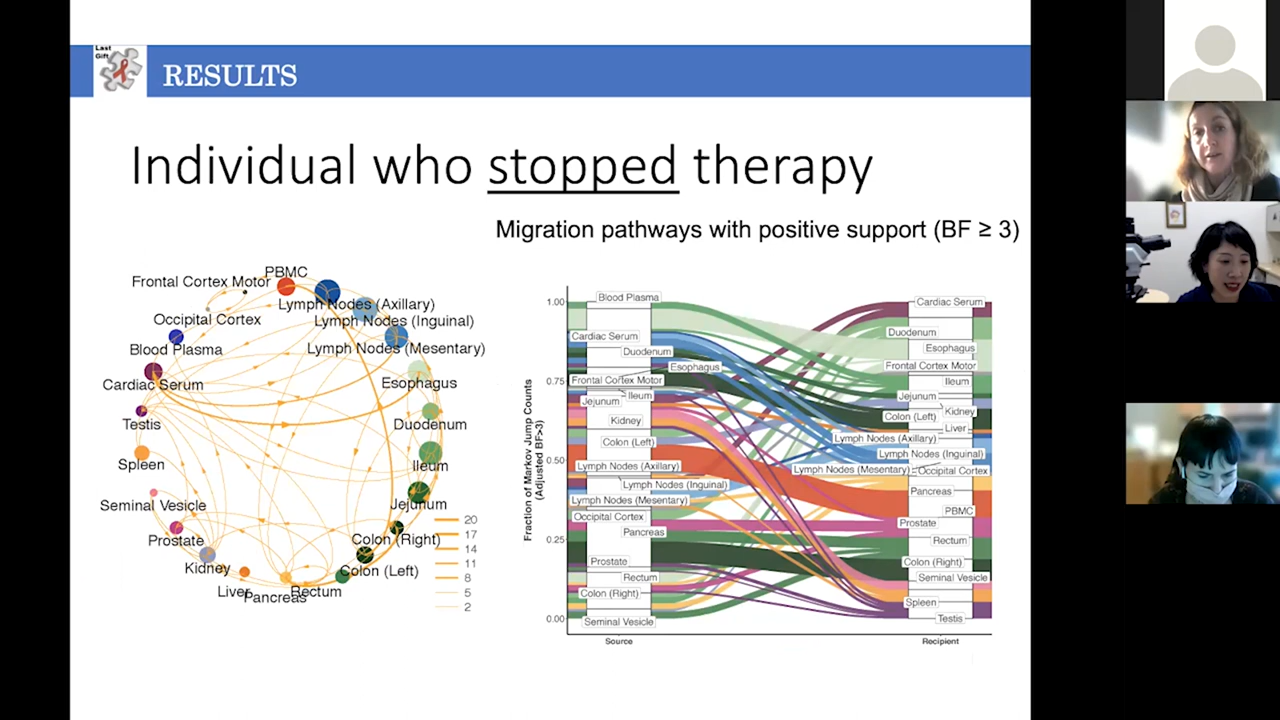 Last
Gift
RESULTS
Individual who stopped therapy
Migration pathways with positive support (BF ≥ 3)
PBMC
Frontal Cortex Motor
Lymph Nodes (Axillary)
Occipital Cortex
Lymph Nodes (Inguinal)
Blood Plasma
Lymph Nodes (Mesentary)
Cardiac Serum
Esophagus
Testis
Duodenum
Spleen
Ileum
Seminal Vesicle
Jejunum
Prostate
Colon (Right)
Kidney
Colon (Left)
Liver
Pancreas
Rectum
20
17
14
11
8
5
2
Fraction of Markov Jump Counts
(Adjusted BF>3)
1.00
0.75
0.50
0.25
0.00
Blood Plasma
Cardiac Serum
Duodenum
Esophagus
Frontal Cortex Motor
Ileum
Jejunum
Kidney
Colon (Left)
Lymph Nodes (Axillary)
Lymph Nodes (Inguinal)
Lymph Nodes (Mesentary)
Occipital Cortex
Pancreas
Prostate
Rectum
Colon (Right)
Seminal Vesicle
Cardiac Serum
Duodenum
Esophagus
Frontal Cortex Motor
Ileum
Jejunum
Kidney
Colon (Left)
Liver
Lymph Nodes (Axillary)
Lymph Nodes (Inguinal)
Lymph Nodes (Mesentary)
Occipital Cortex
Pancreas
PBMC
Prostate
Rectum
Colon (Right)
Seminal Vesicle
Spleen
Testis
Source
Recipient